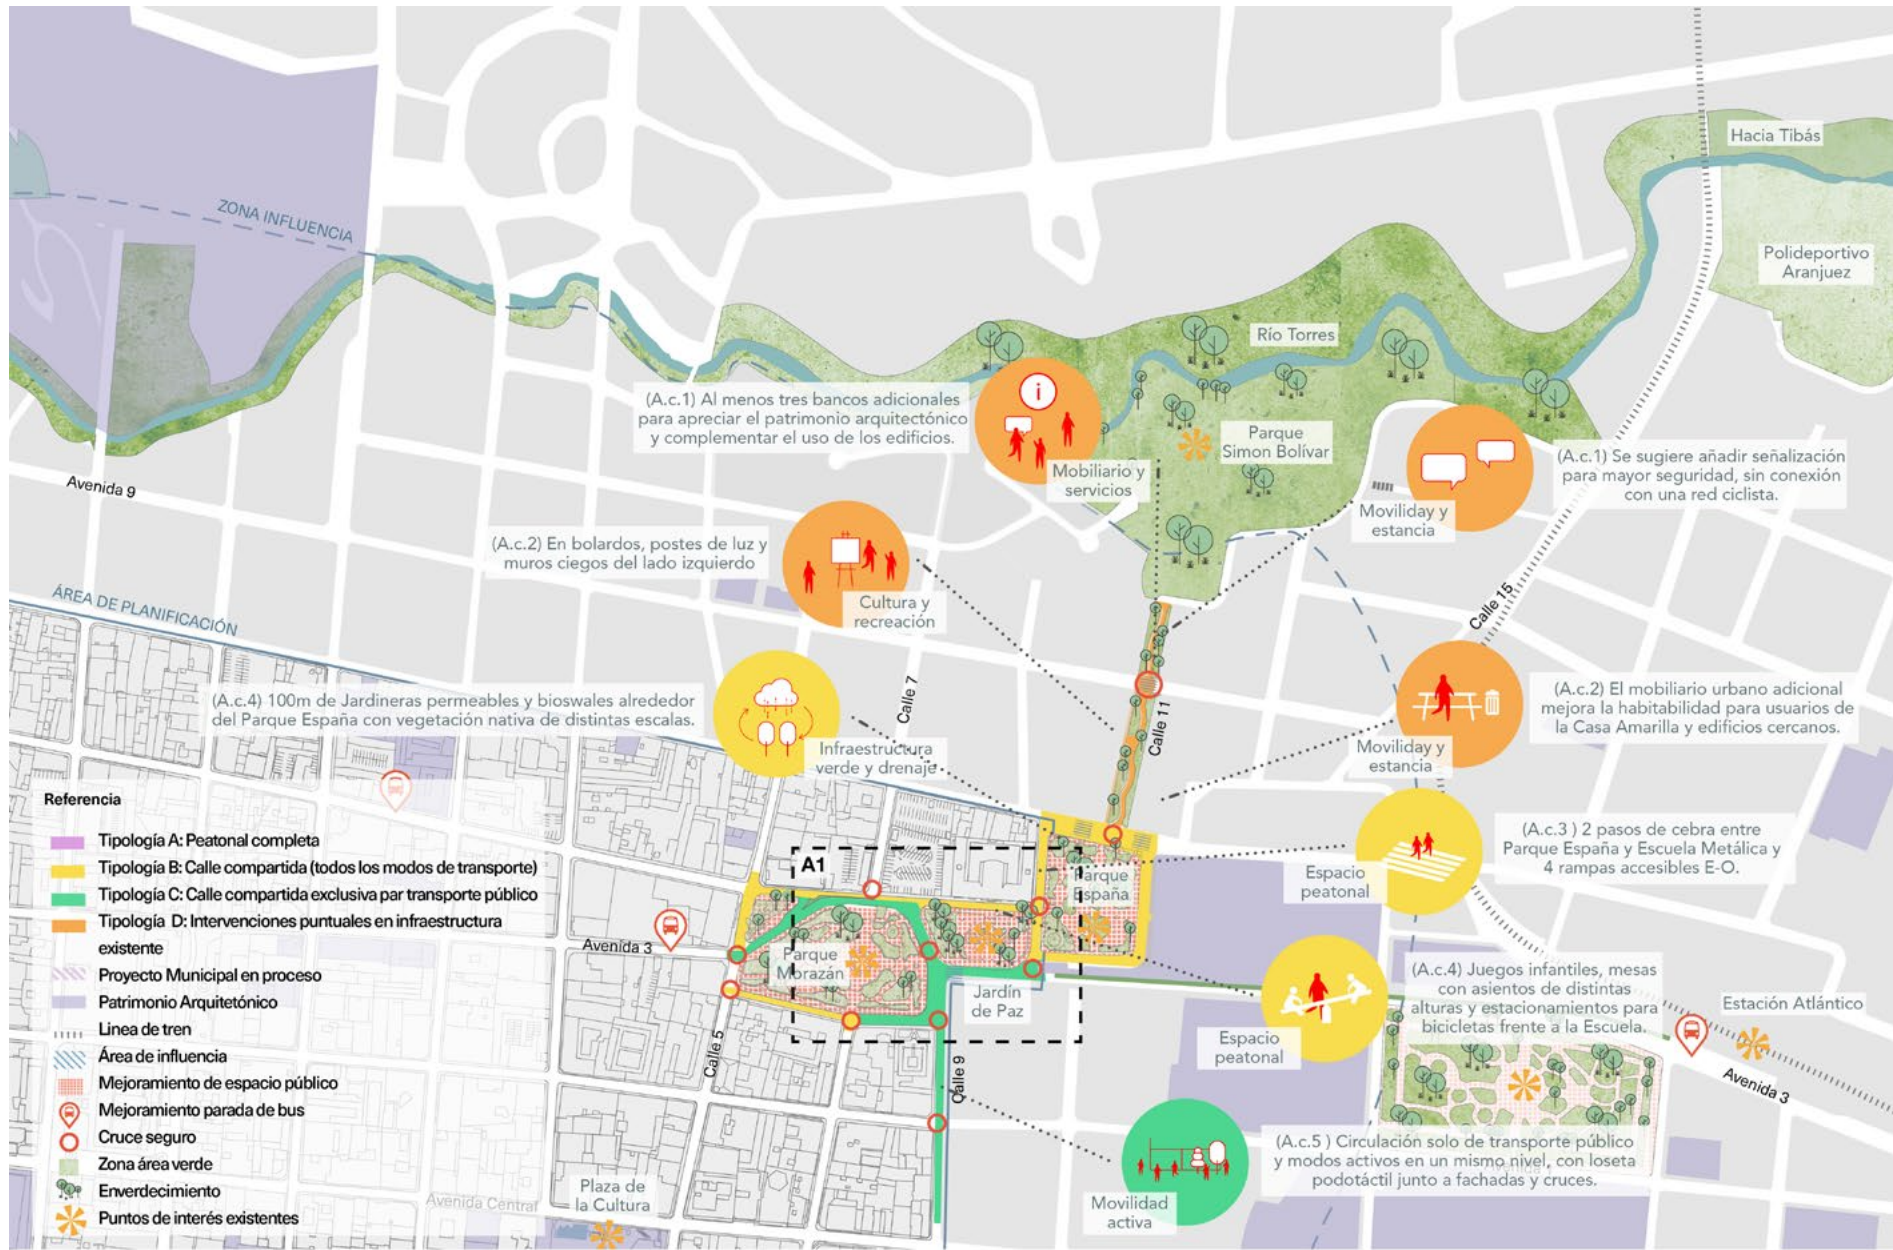 Hacia Tibás
ZONA INFLUENCIA
Polideportivo
Aranjuez
Río Torres
(A.c.1) Al menos tres bancos adicionales
para apreciar el patrimonio arquitectónico
y complementar el uso de los edificios.
i
Mobiliario y
servicios
Parque
Simon Bolívar
(A.c.1) Se sugiere añadir señalización
para mayor seguridad, sin conexión
con una red ciclista.
Moviliday y
estancia
Avenida 9
(A.c.2) En bolardos, postes de luz y
muros ciegos del lado izquierdo
Cultura y
recreación
ÁREA DE PLANIFICACIÓN
Calle 15
(A.c.4) 100m de Jardineras permeables y bioswales alrededor
del Parque España con vegetación nativa de distintas escalas.
Infraestructura
verde y drenaje
Calle 7
Calle 11
(A.c.2) El mobiliario urbano adicional
mejora la habitabilidad para usuarios de
la Casa Amarilla y edificios cercanos.
Moviliday y
estancia
(A.c.3 ) 2 pasos de cebra entre
Parque España y Escuela Metálica y
4 rampas accesibles E-O.
Espacio
peatonal
A1
Parque
España
Avenida 3
Parque
Morazán
Jardín
de Paz
(A.c.4) Juegos infantiles, mesas
con asientos de distintas
alturas y estacionamientos para
bicicletas frente a la Escuela.
Espacio
peatonal
Estación Atlántico
Calle 5
Calle 9
Avenida 3
(A.c.5 ) Circulación solo de transporte público
y modos activos en un mismo nivel, con loseta
podotáctil junto a fachadas y cruces.
Movilidad
activa
Plaza de
la Cultura
Avenida Central
Referencia
Tipología A: Peatonal completa
Tipología B: Calle compartida (todos los modos de transporte)
Tipología C: Calle compartida exclusiva par transporte público
Tipología D: Intervenciones puntuales en infraestructura
existente
Proyecto Municipal en proceso
Patrimonio Arquitetónico
Linea de tren
Área de influencia
Mejoramiento de espacio público
Mejoramiento parada de bus
Cruce seguro
Zona área verde
Enverdecimiento
Puntos de interés existentes